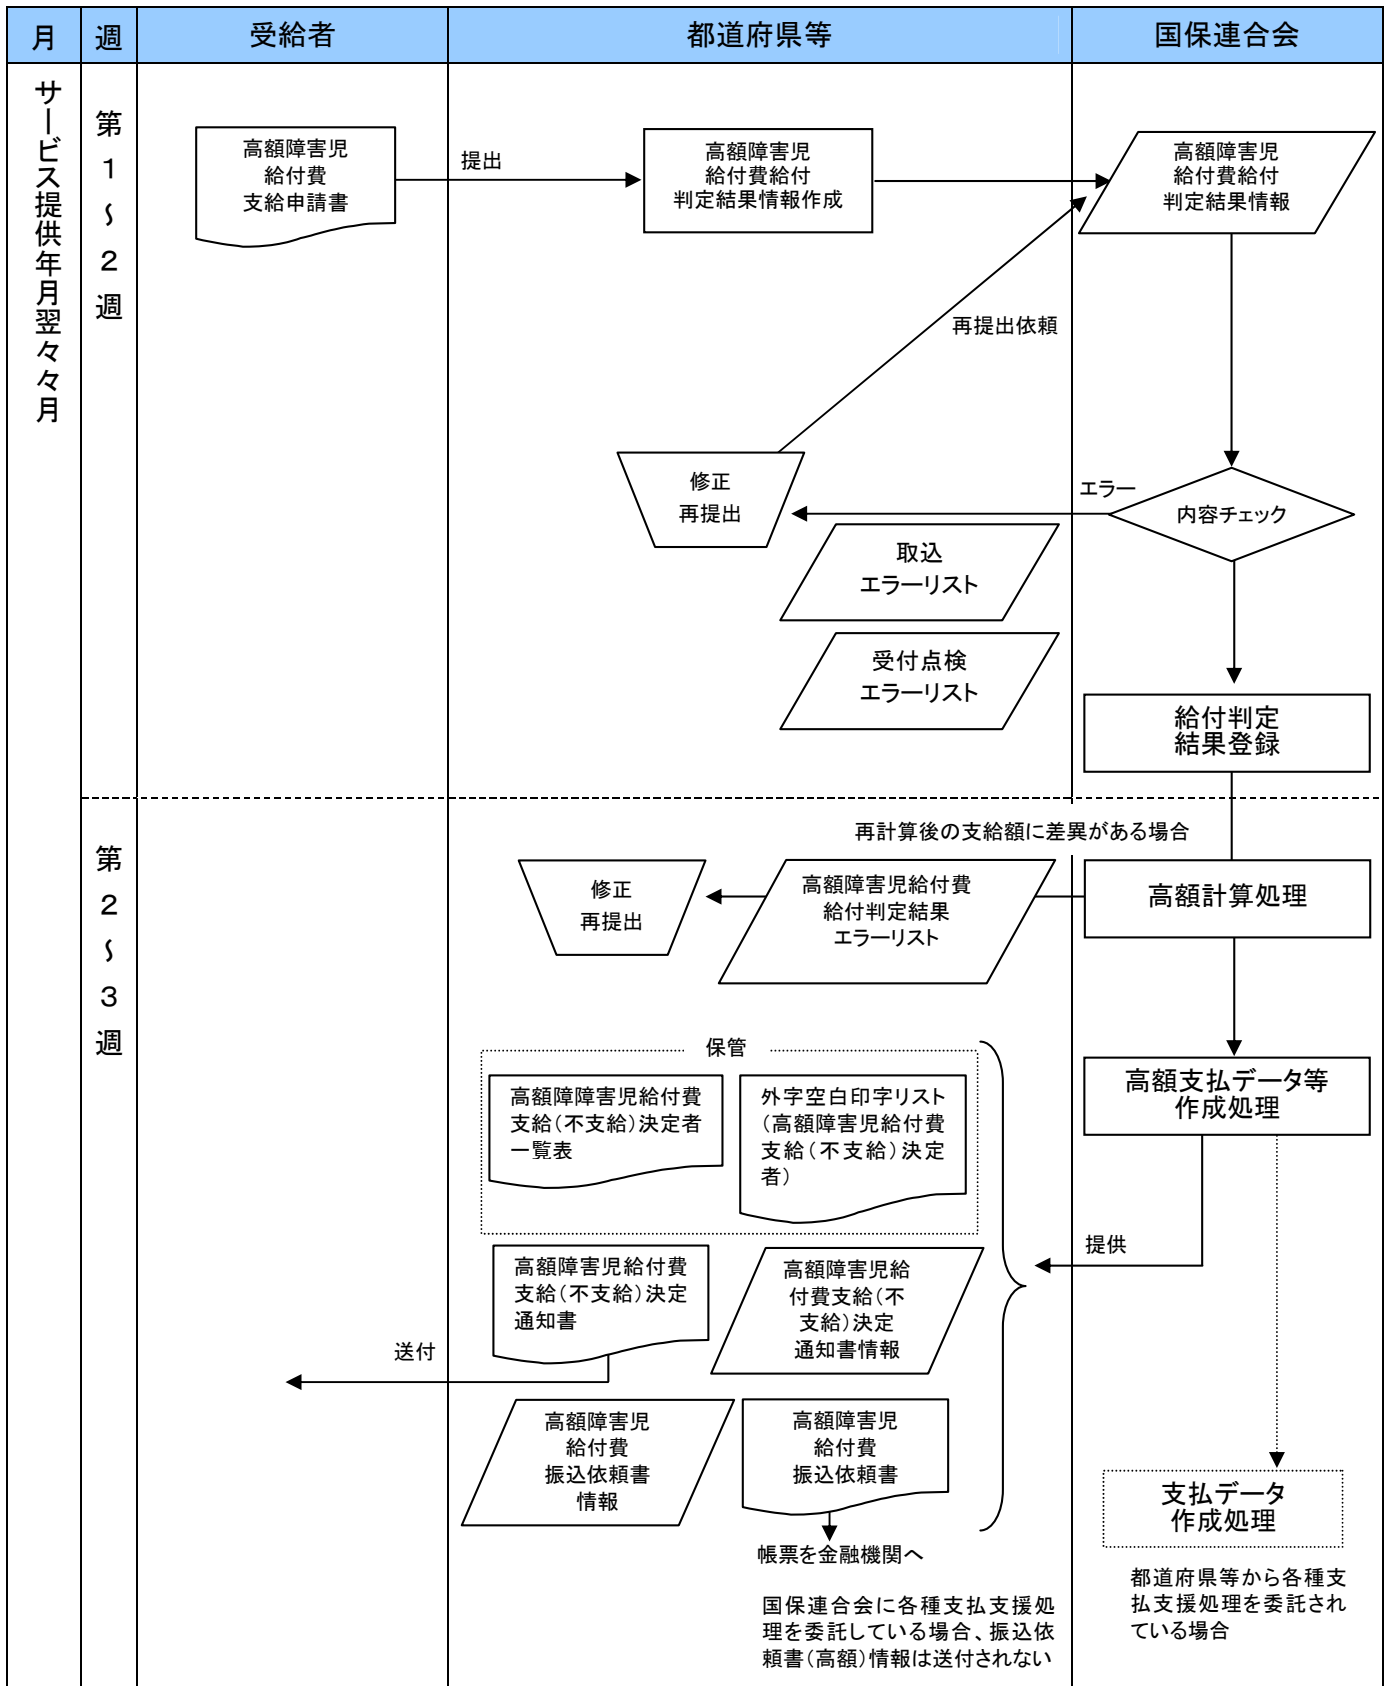 月
週
受給者
都道府県等
国保連合会
サービス提供年月翌々々月
第1～2週
高額障害児
給付費
支給申請書
提出
高額障害児
給付費給付
判定結果情報作成
高額障害児
給付費給付
判定結果情報
再提出依頼
修正
再提出
エラー
内容チェック
取込
エラーリスト
受付点検
エラーリスト
給付判定
結果登録
第2～3週
再計算後の支給額に差異がある場合
修正
再提出
高額障害児給付費
給付判定結果
エラーリスト
高額計算処理
保管
高額障障害児給付費
支給(不支給)決定者
一覧表
外字空白印字リスト
(高額障害児給付費
支給(不支給)決定
者)
高額支払データ等
作成処理
提供
高額障害児給付費
支給(不支給)決定
通知書
高額障害児給
付費支給(不
支給)決定
通知書情報
送付
高額障害児
給付費
振込依頼書
情報
高額障害児
給付費
振込依頼書
帳票を金融機関へ
支払データ
作成処理
国保連合会に各種支払支援処
理を委託している場合、振込依
頼書(高額)情報は送付されない
都道府県等から各種支
払支援処理を委託され
ている場合